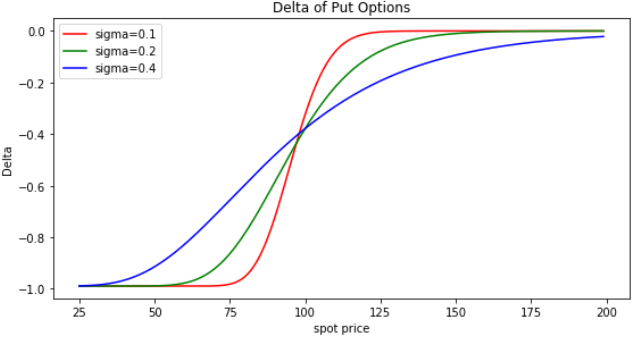 Delta of Put Options
sigma=0.1
sigma=0.2
sigma=0.4
Delta
0.0
−0.2
−0.4
−0.6
−0.8
−1.0
25 50 75 100 125 150 175 200
spot price